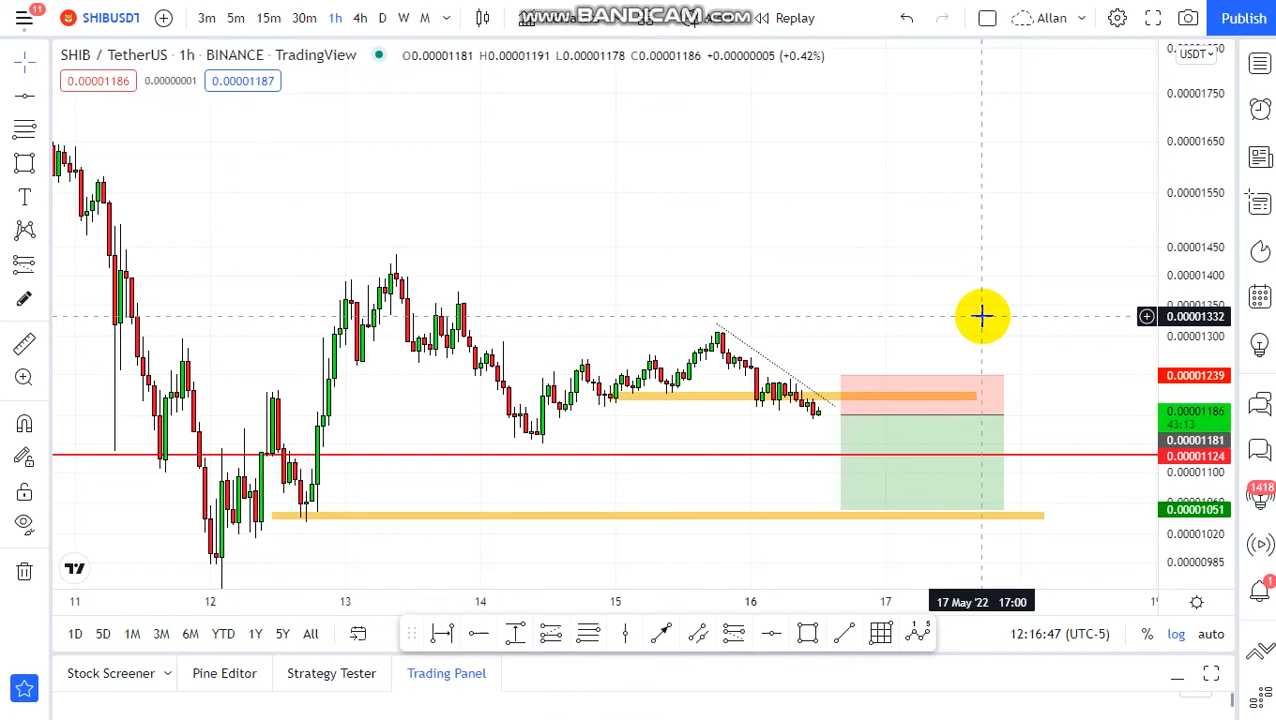 11
SHIBUSDT
3m 5m 15m 30m 1h 4h D W M
www.BANDICAM.com
Replay
Allan
Publish
SHIB / TetherUS · 1h · BINANCE · TradingView
O0.00001181 H0.00001191 L0.00001178 C0.00001186 +0.00000005 (+0.42%)
0.00001186 0.00000001 0.00001187
USDT
0.00001750
0.00001650
0.00001550
0.00001450
0.00001400
0.00001350
0.00001332
0.00001300
0.00001239
0.00001186
43:13
0.00001181
0.00001124
0.00001100
0.00001051
0.00001020
0.00000985
1418
1
11 12 13 14 15 16 17
17 May '22 17:00
1D 5D 1M 3M 6M YTD 1Y 5Y All
12:16:47 (UTC-5)
% log auto
Stock Screener Pine Editor Strategy Tester Trading Panel